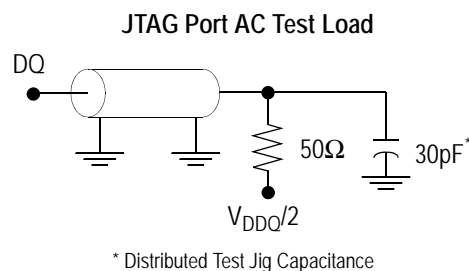 JTAG Port AC Test Load
DQ
50Ω
30pF*
VDDQ/2
* Distributed Test Jig Capacitance